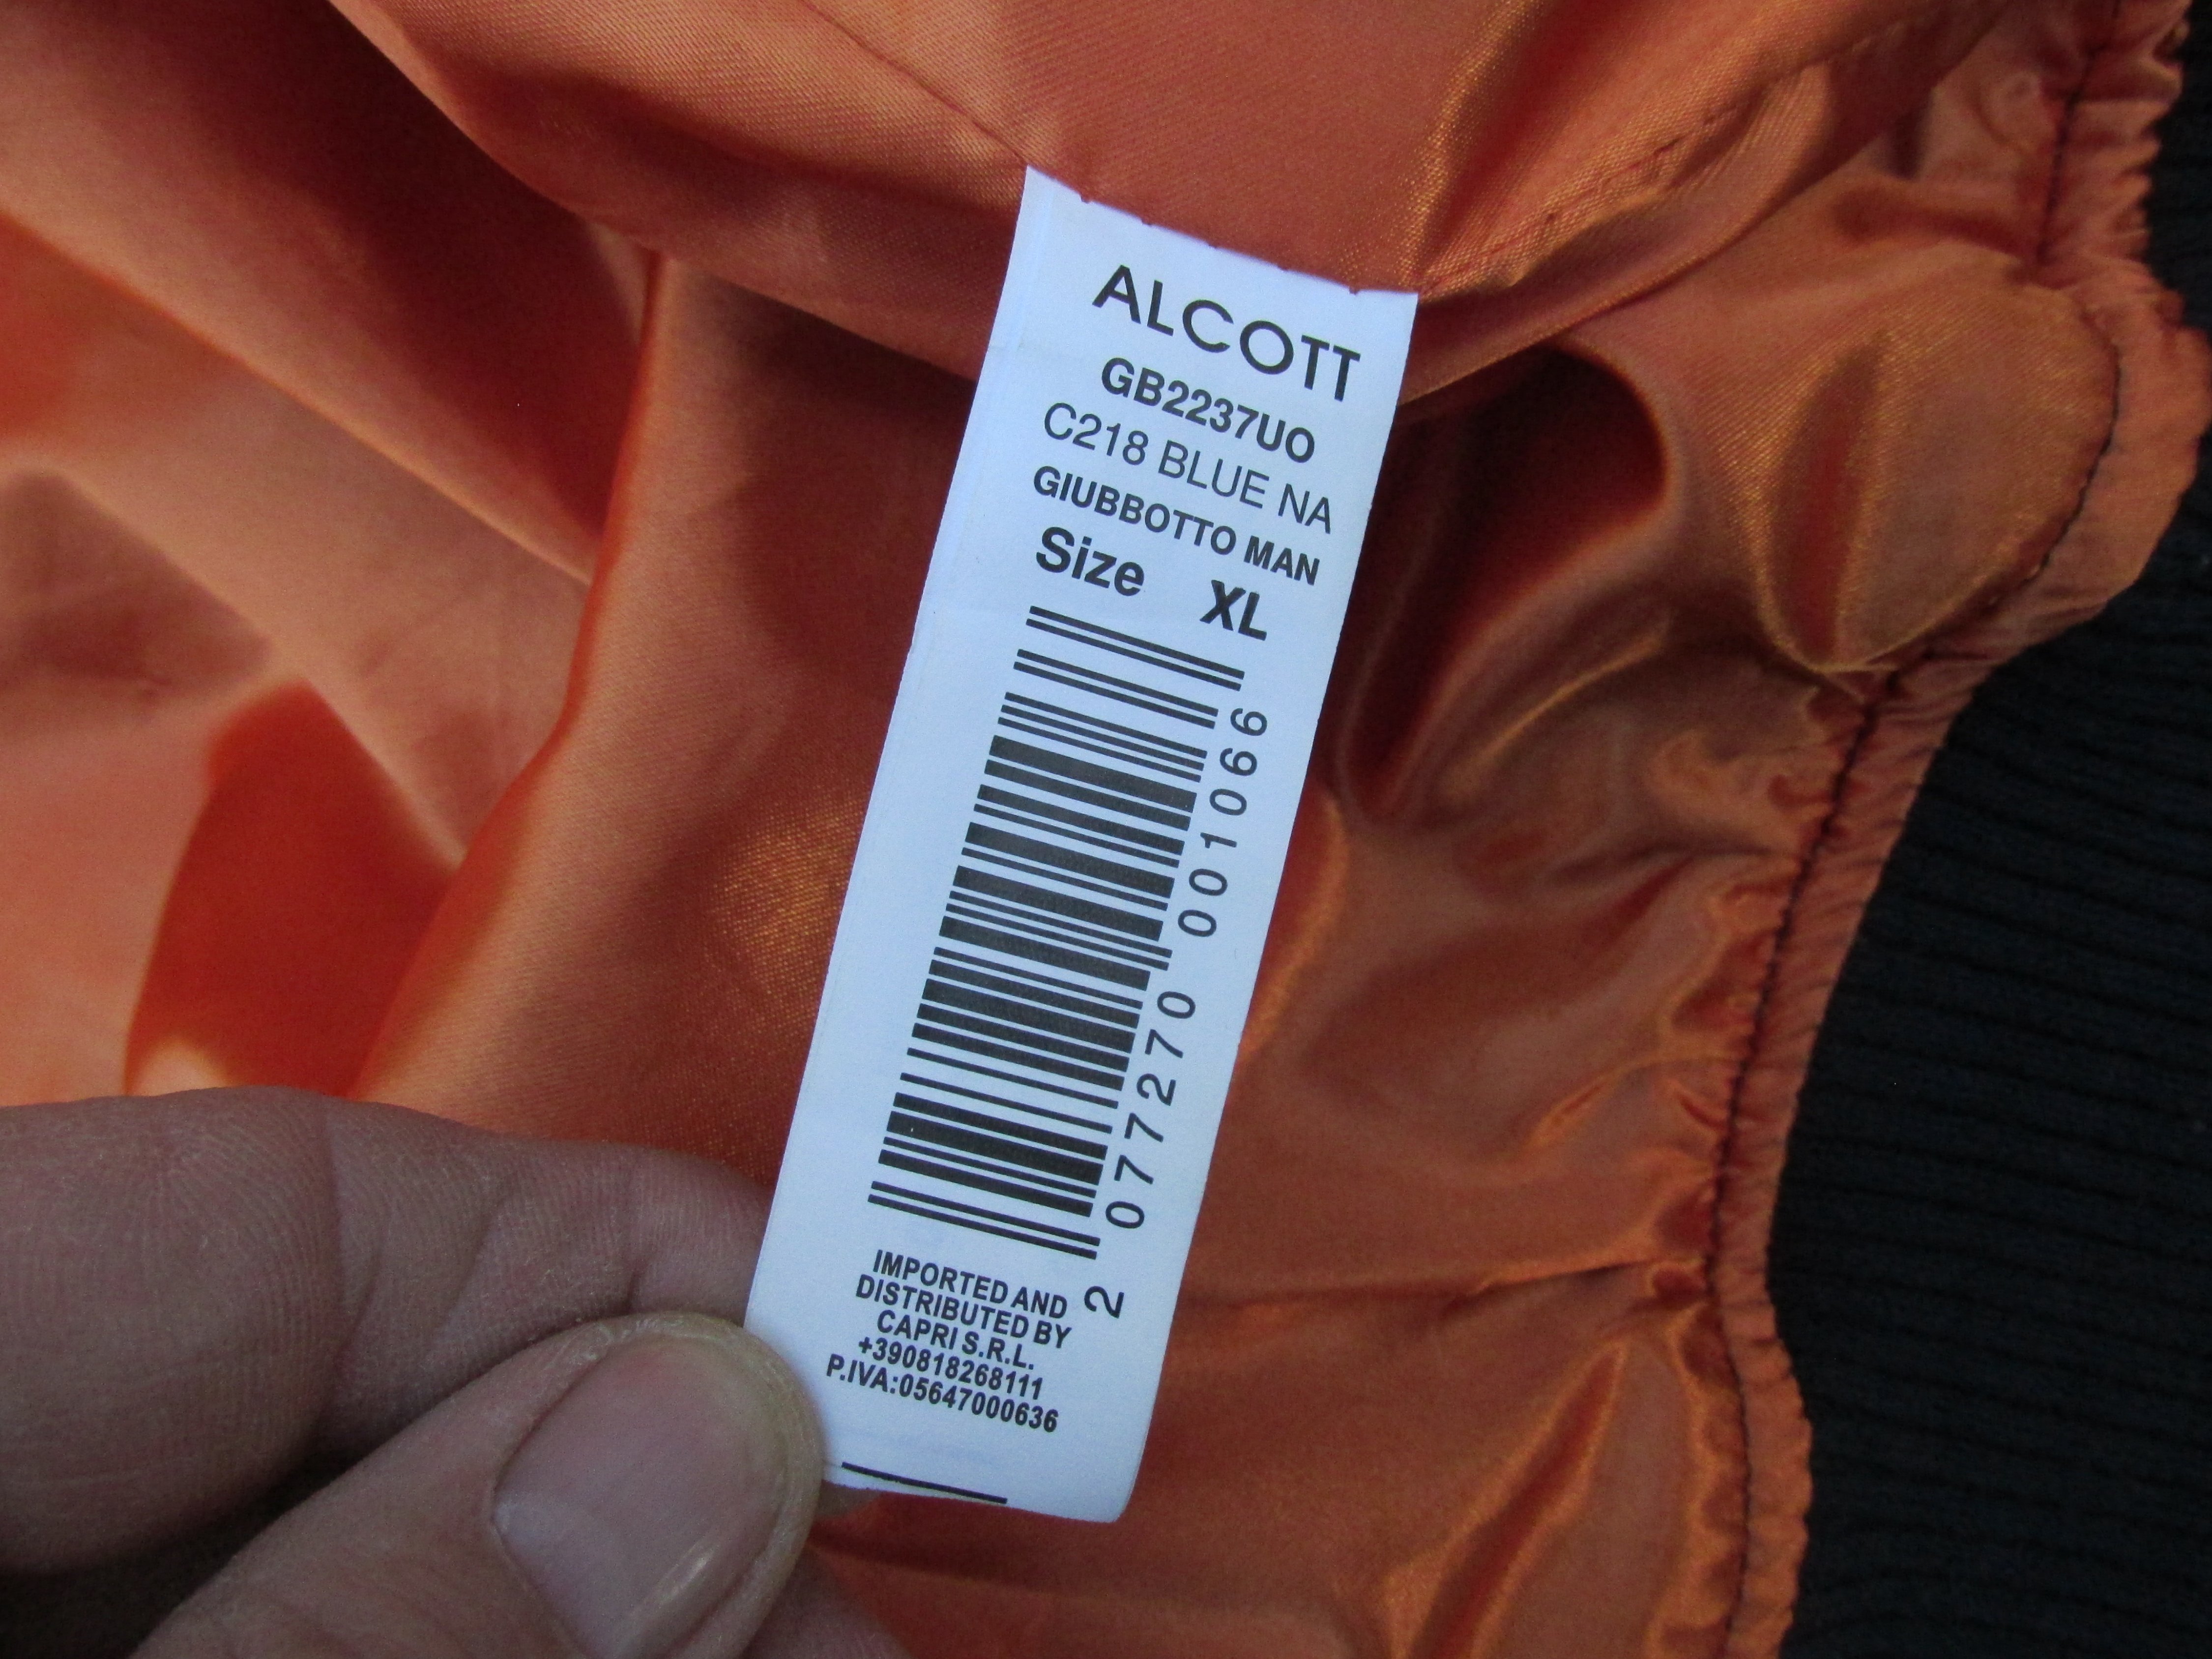 ALCOTT
GB2237UO
C218 BLUE NA
GIUBBOTTO MAN
Size XL
2 077270 001066
IMPORTED AND
DISTRIBUTED BY
CAPRI S.R.L.
+390818268111
P.IVA:05647000636